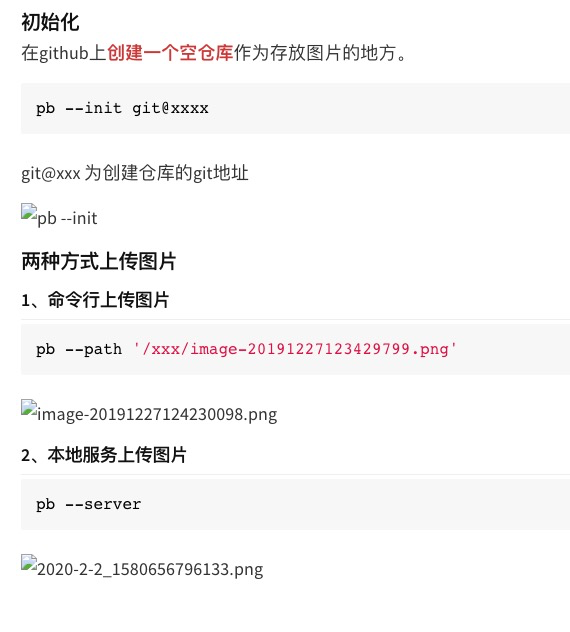 初始化
在github上创建一个空仓库作为存放图片的地方。
pb --init git@xxxx
git@xxx 为创建仓库的git地址
pb --init
两种方式上传图片
1、命令行上传图片
pb --path '/xxx/image-20191227123429799.png'
image-20191227124230098.png
2、本地服务上传图片
pb --server
2020-2-2_1580656796133.png